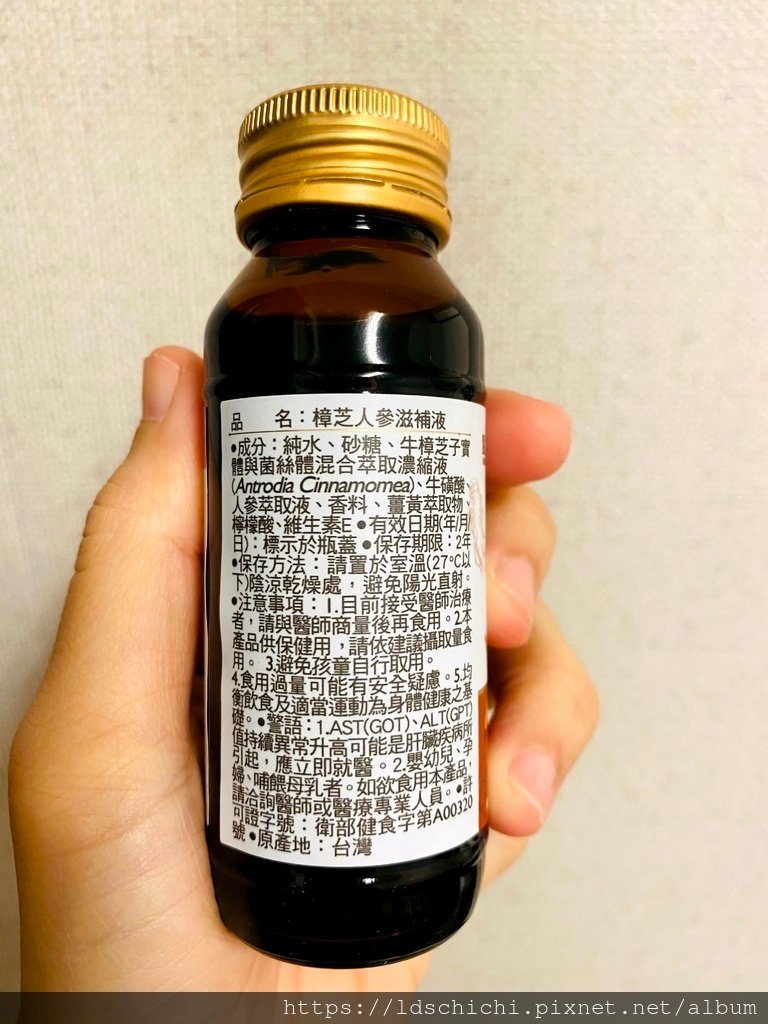 品　　名：樟芝人參滋補液
•成分：純水、砂糖、牛樟芝子實
體與菌絲體混合萃取濃縮液
(Antrodia Cinnamomea)、牛磺酸、
人參萃取液、香料、薑黃萃取物、
檸檬酸、維生素E •有效日期(年/月/
日)：標示於瓶蓋 •保存期限：2年
•保存方法：請置於室溫(27°C以
下)陰涼乾燥處，避免陽光直射。
•注意事項：1.目前接受醫師治療
者，請與醫師商量後再食用。2.本
產品供保健用，請依建議攝取量食
用。 3.避免孩童自行取用。
4.食用過量可能有安全疑慮。5.均
衡飲食及適當運動為身體健康之基
礎。•警語：1.AST(GOT)、ALT(GPT)
值持續異常升高可能是肝臟疾病所
引起，應立即就醫。2.嬰幼兒、孕
婦、哺餵母乳者。如欲食用本產品，
請洽詢醫師或醫療專業人員。•許
可證字號：衛部健食字第A00320
號 •原產地：台灣
https://ldschichi.pixnet.net/album